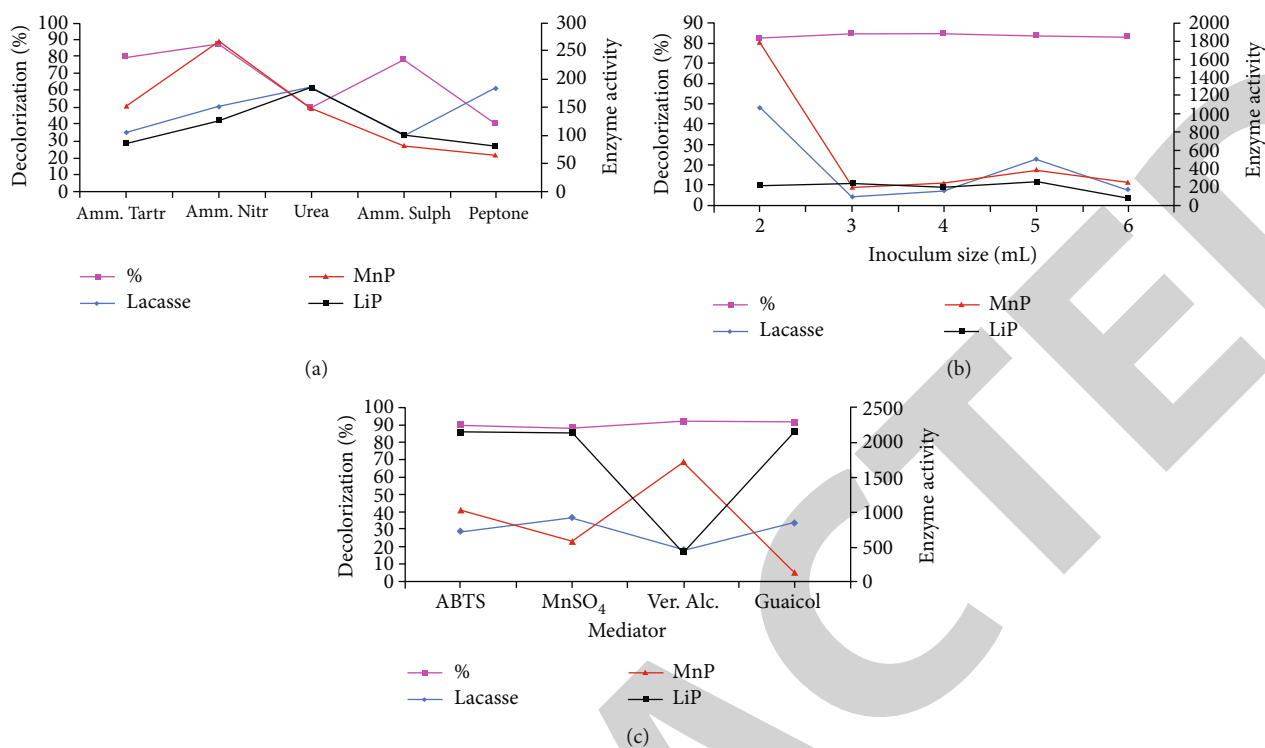 100
90
80
70
60
50
40
30
20
10
0
Decolorization (%)
300
250
200
150
100
50
0
Enzyme activity
Amm. Tartr Amm. Nitr Urea Amm. Sulph Peptone
% MnP
Lacasse LiP
(a)
90
80
70
60
50
40
30
20
10
0
Decolorization (%)
2000
1800
1600
1400
1200
1000
800
600
400
200
0
Enzyme activity
2 3 4 5 6
Inoculum size (mL)
% MnP
Lacasse LiP
(b)
100
90
80
70
60
50
40
30
20
10
0
Decolorization (%)
2500
2000
1500
1000
500
0
Enzyme activity
ABTS MnSO4 Ver. Alc. Guaicol
Mediator
% MnP
Lacasse LiP
(c)